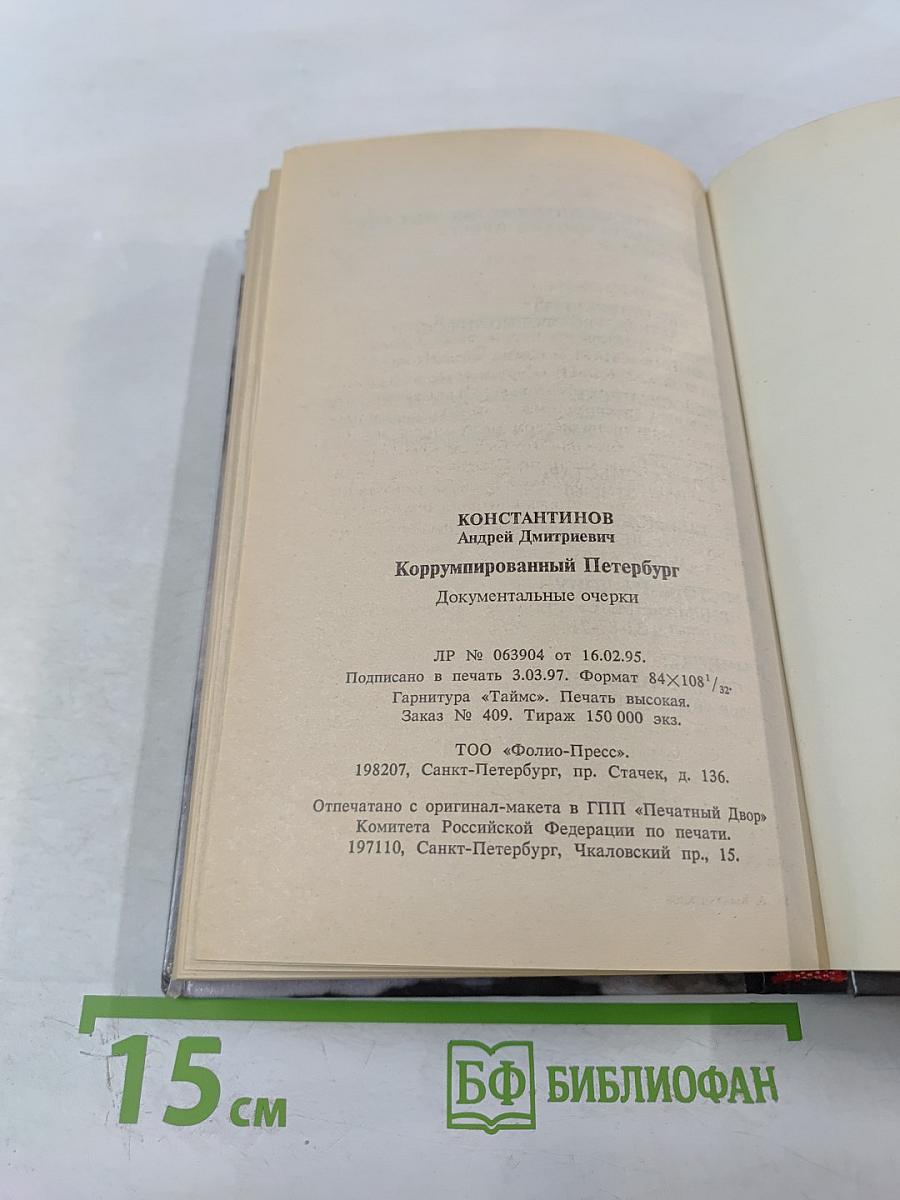 КОНСТАНТИНОВ
Андрей Дмитриевич
Коррумпированный Петербург
Документальные очерки
ЛР № 063904 от 16.02.95.
Подписано в печать 3.03.97. Формат 84×108¹/₃₂.
Гарнитура «Таймс». Печать высокая.
Заказ № 409. Тираж 150 000 экз.
ТОО «Фолио-Пресс».
198207, Санкт-Петербург, пр. Стачек, д. 136.
Отпечатано с оригинал-макета в ГПП «Печатный Двор»
Комитета Российской Федерации по печати.
197110, Санкт-Петербург, Чкаловский пр., 15.
15 см
БФ БИБЛИОФАН